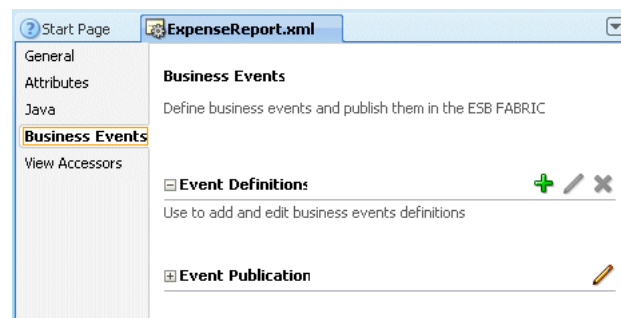 Start Page
ExpenseReport.xml
General
Attributes
Java
Business Events
View Accessors
Business Events
Define business events and publish them in the ESB FABRIC
Event Definitions
Use to add and edit business events definitions
Event Publication